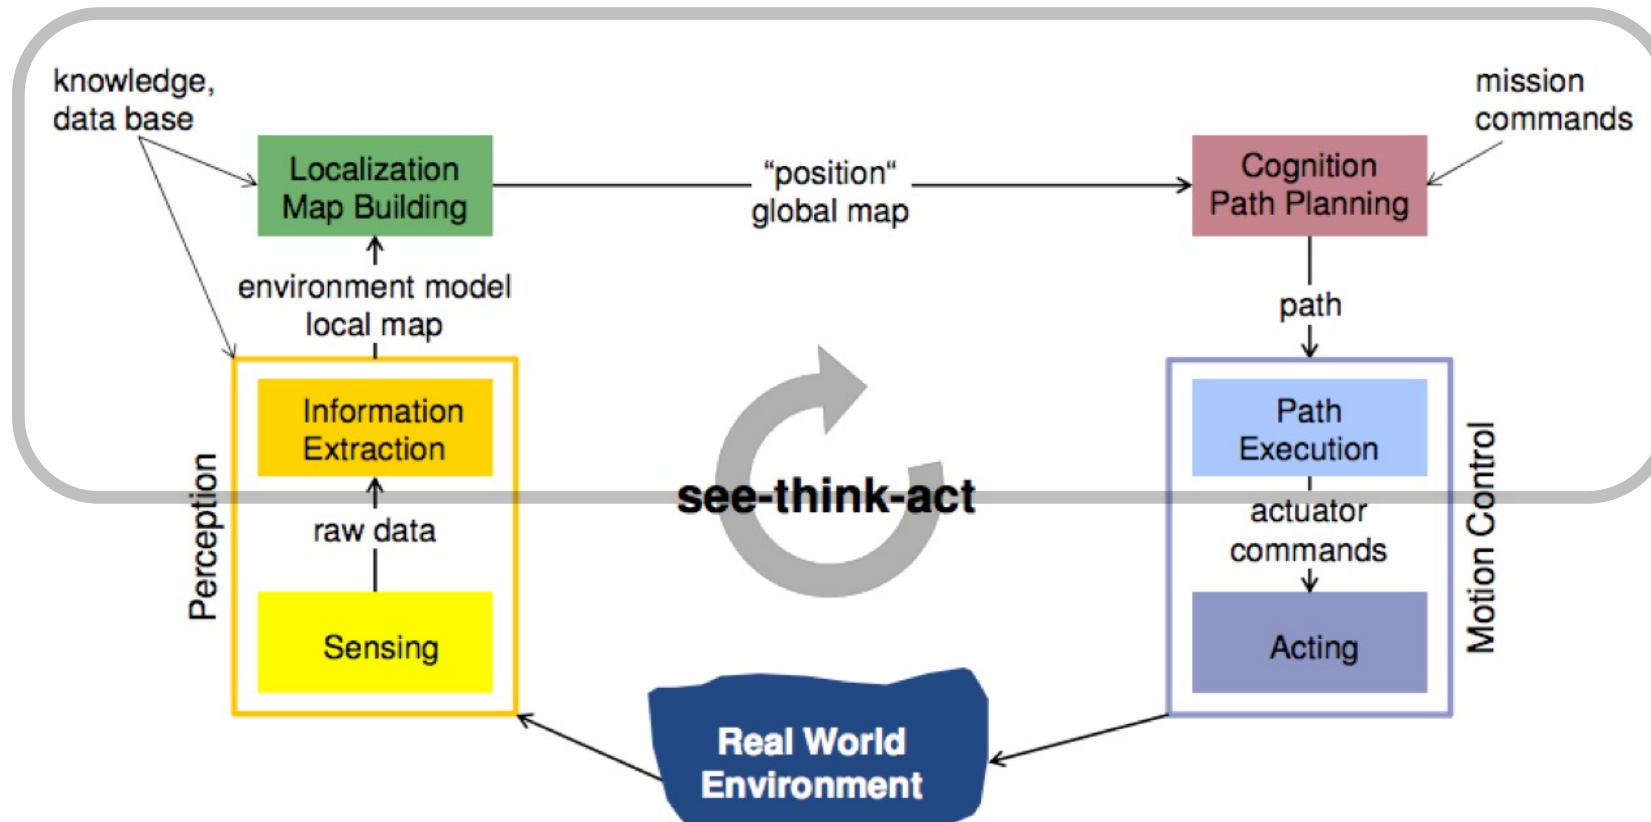 knowledge,
data base
mission
commands
Localization
Map Building
“position“
global map
Cognition
Path Planning
environment model
local map
path
Information
Extraction
Path
Execution
Perception
see-think-act
Motion Control
raw data
actuator
commands
Sensing
Acting
Real World
Environment